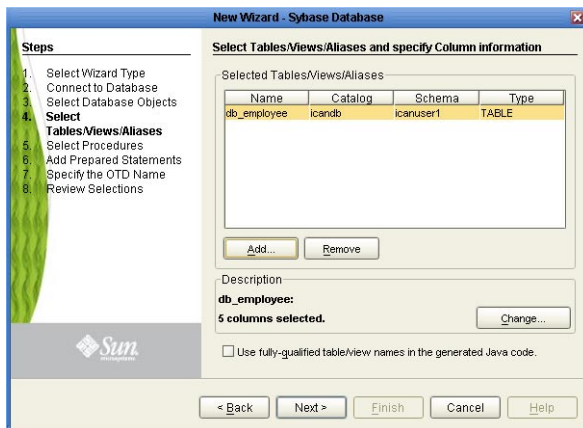 New Wizard - Sybase Database
Steps
1. Select Wizard Type
2. Connect to Database
3. Select Database Objects
4. Select
Tables/Views/Aliases
5. Select Procedures
6. Add Prepared Statements
7. Specify the OTD Name
8. Review Selections
Sun
microsystems
Select Tables/Views/Aliases and specify Column information
Selected Tables/Views/Aliases
Name Catalog Schema Type
db_employee icandb icanuser1 TABLE
Add... Remove
Description
db_employee:
5 columns selected.
Change...
Use fully-qualified table/view names in the generated Java code.
< Back Next > Finish Cancel Help